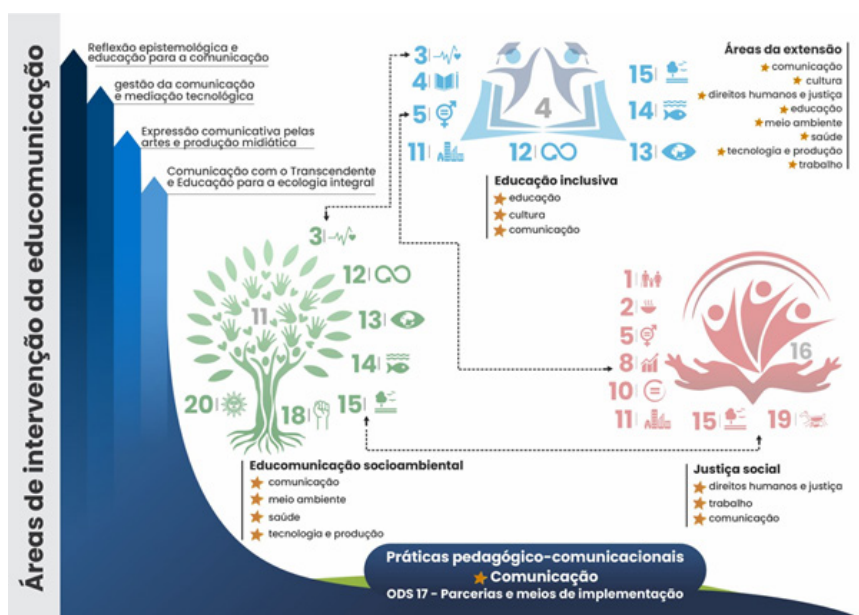 Áreas de intervenção da educomunicação
Reflexão epistemológica e
educação para a comunicação
gestão da comunicação
e mediação tecnológica
Expressão comunicativa pelas
artes e produção midiática
Comunicação com o Transcendente
e Educação para a ecologia integral
3
4
5
11
12
4
15
14
13
Áreas da extensão
comunicação
cultura
direitos humanos e justiça
educação
meio ambiente
saúde
tecnologia e produção
trabalho
Educação inclusiva
educação
cultura
comunicação
3
12
13
14
15
18
20
11
Educomunicação socioambiental
comunicação
meio ambiente
saúde
tecnologia e produção
1
2
5
8
10
11
15
19
16
Justiça social
direitos humanos e justiça
trabalho
comunicação
Práticas pedagógico-comunicacionais
Comunicação
ODS 17 - Parcerias e meios de implementação